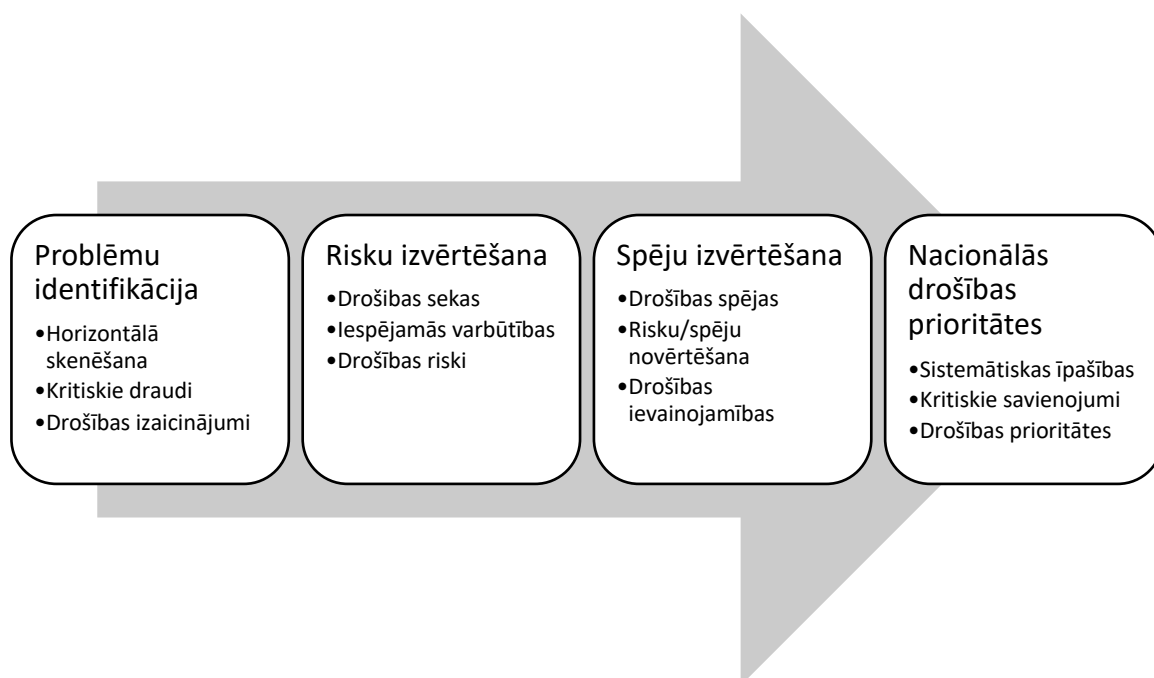 Problēmu
identifikācija
•Horizontālā
skenēšana
•Kritiskie draudi
•Drošības izaicinājumi
Risku izvērtēšana
•Drošibas sekas
•Iespējamās varbūtības
•Drošības riski
Spēju izvērtēšana
•Drošības spējas
•Risku/spēju
novērtēšana
•Drošības
ievainojamības
Nacionālās
drošības
prioritātes
•Sistemātiskas īpašības
•Kritiskie savienojumi
•Drošības prioritātes